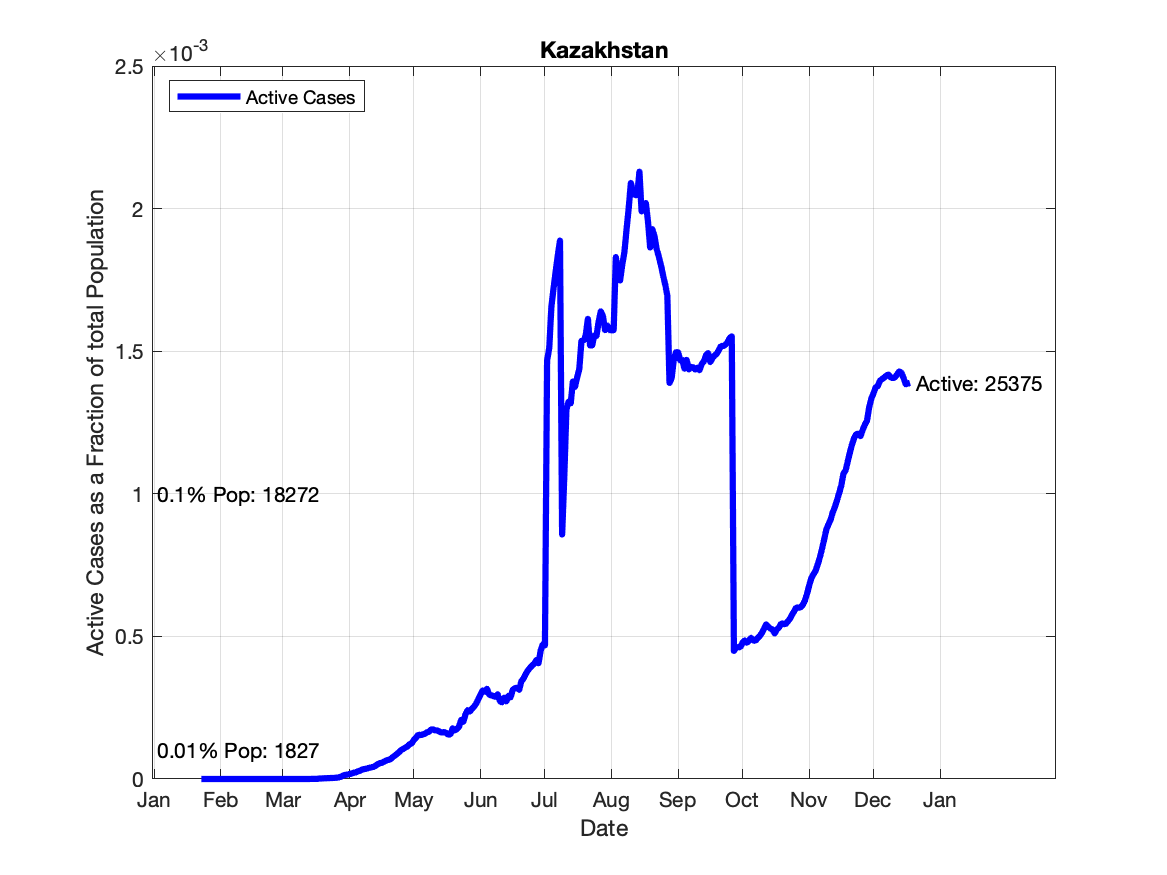 Kazakhstan
×10-3
2.5
2
1.5
1
0.5
0
Active Cases
Active: 25375
0.1% Pop: 18272
0.01% Pop: 1827
Active Cases as a Fraction of total Population
Jan Feb Mar Apr May Jun Jul Aug Sep Oct Nov Dec Jan
Date